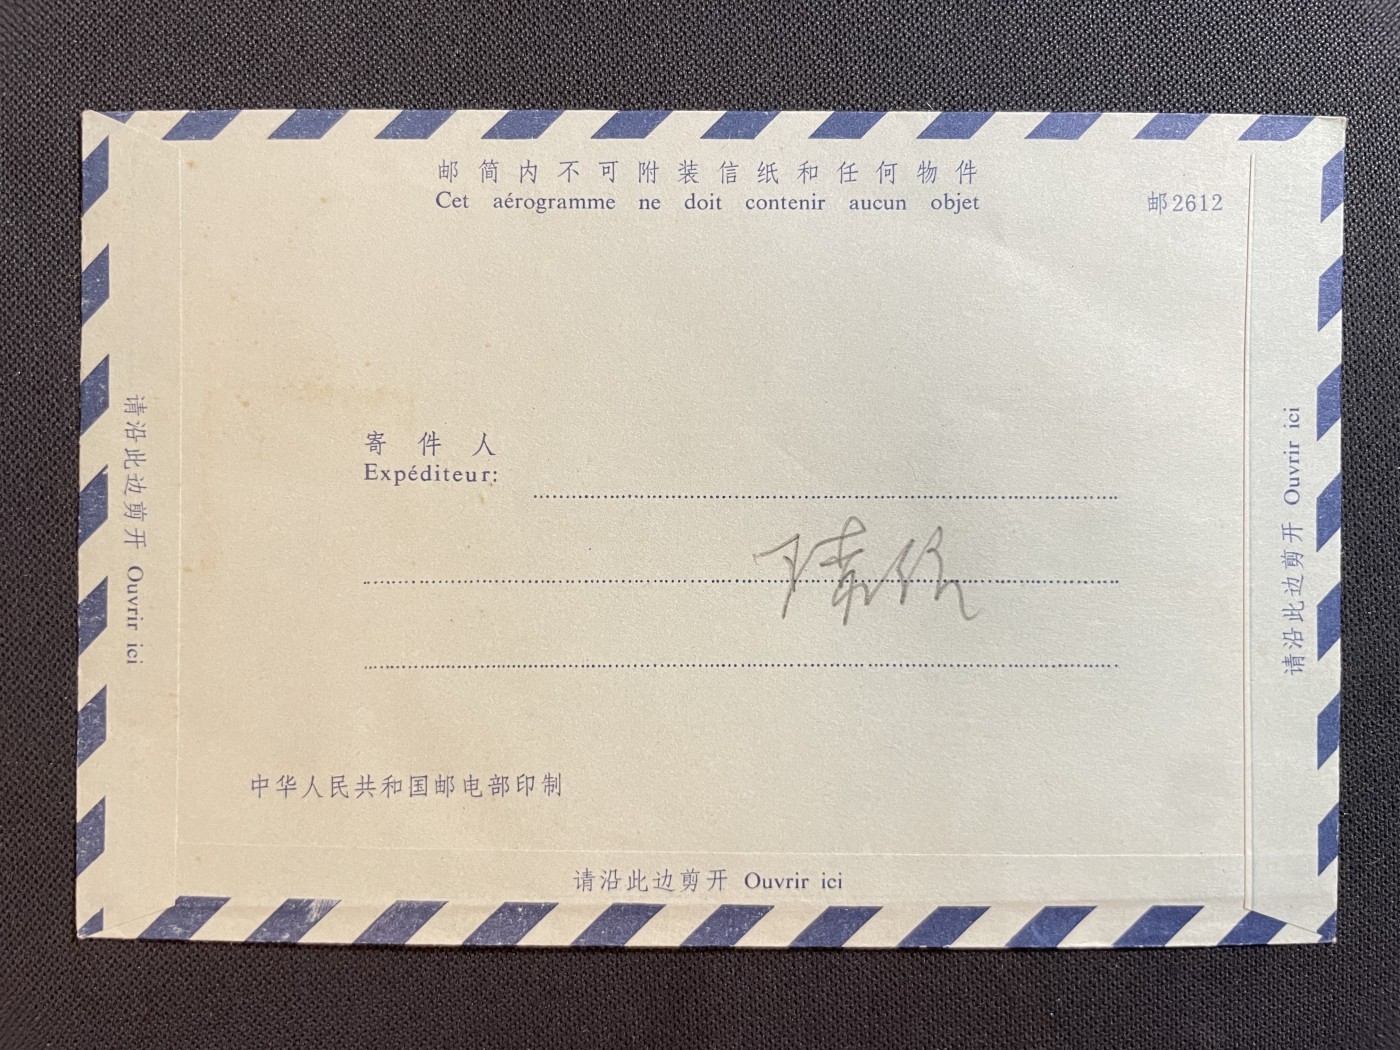 邮简内不可附装信纸和任何物件
Cet aérogramme ne doit contenir aucun objet
邮2612
请沿此边剪开 Ouvrir ici
寄件人
Expéditeur:
请沿此边剪开 Ouvrir ici
中华人民共和国邮电部印制
请沿此边剪开 Ouvrir ici